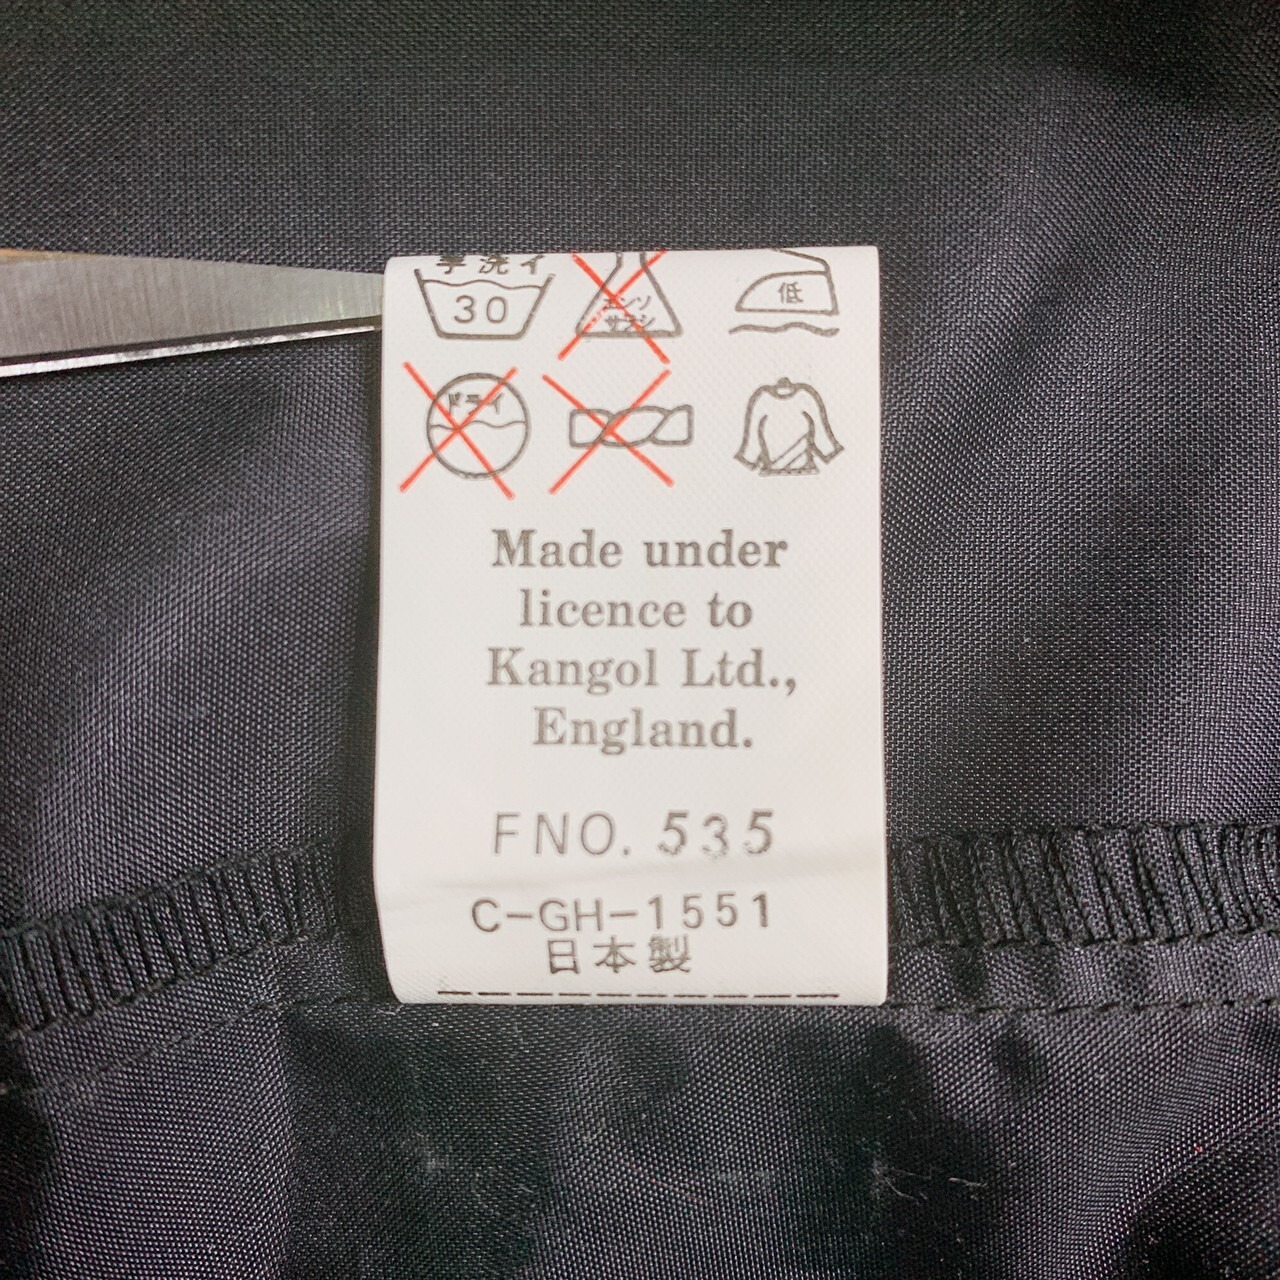 手洗イ
30
エンソ
サラシ
低
ドライ
Made under
licence to
Kangol Ltd.,
England.
FNO. 535
C-GH-1551
日本製